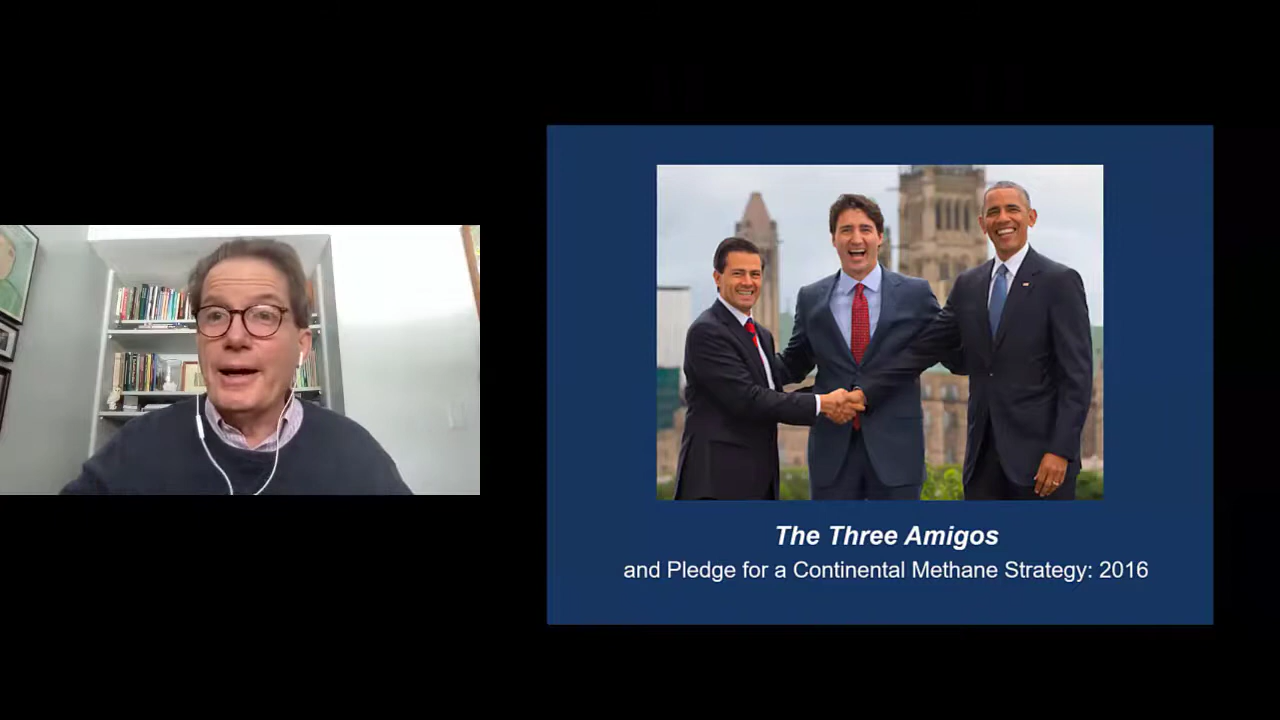 The Three Amigos
and Pledge for a Continental Methane Strategy: 2016